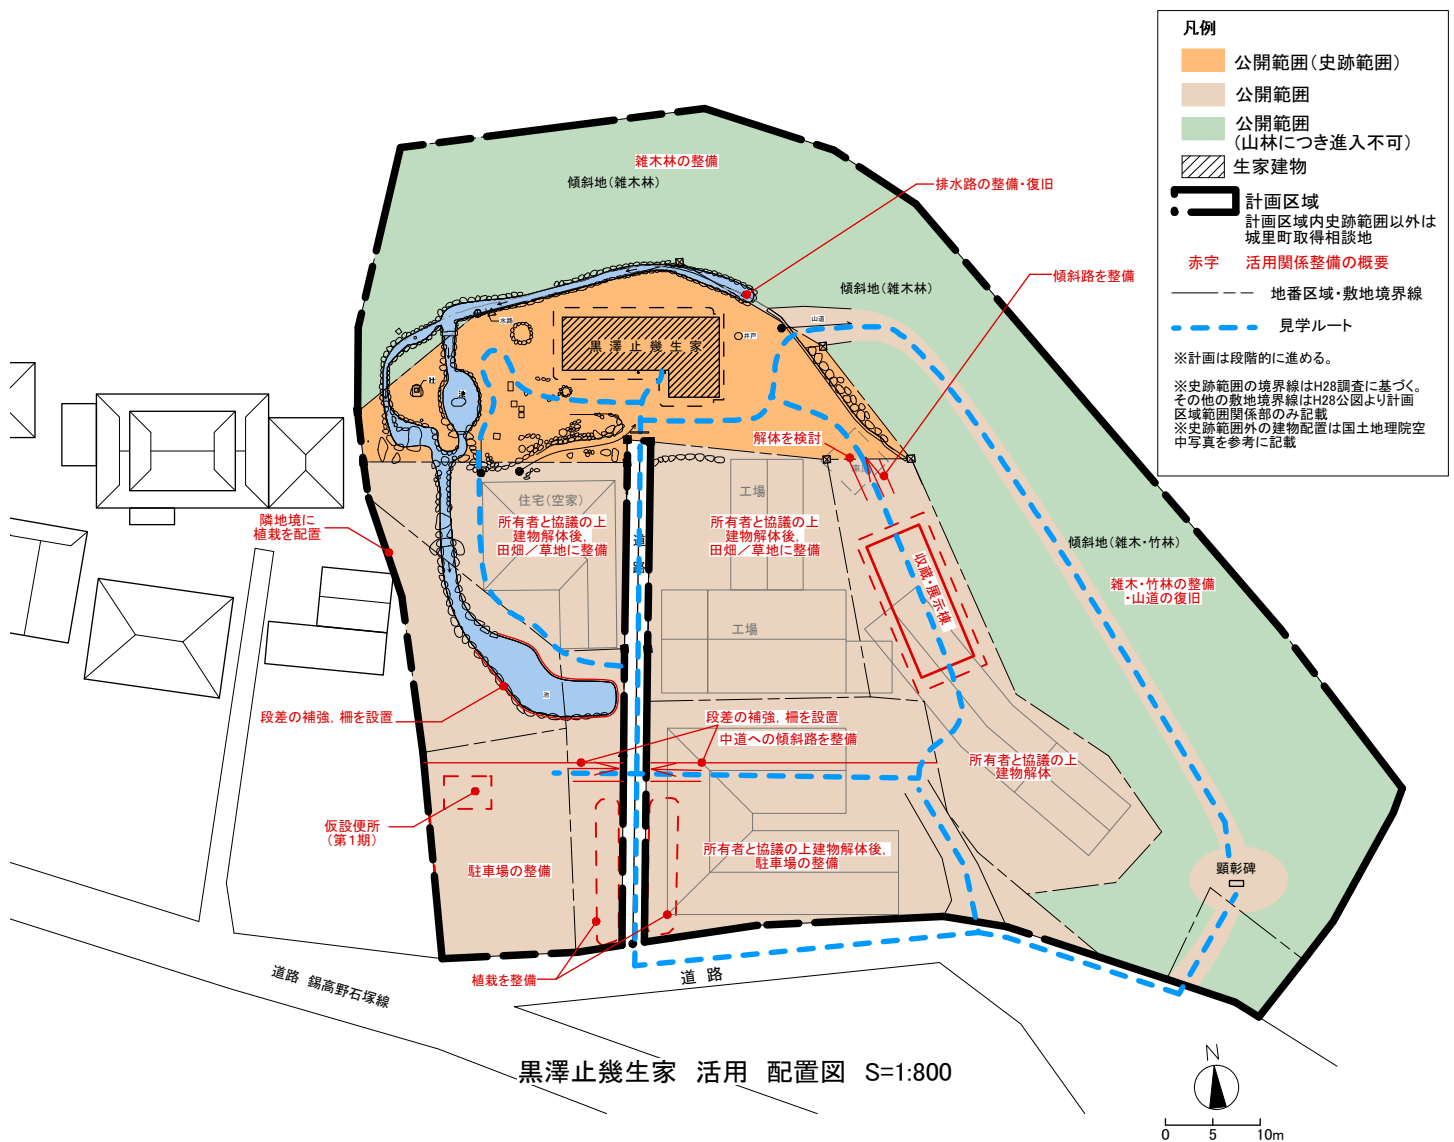 凡例
公開範囲(史跡範囲)
公開範囲
公開範囲
(山林につき進入不可)
生家建物
計画区域
計画区域内史跡範囲以外は
城里町取得相談地
赤字 活用関係整備の概要
地番区域・敷地境界線
見学ルート
※計画は段階的に進める。
※史跡範囲の境界線はH28調査に基づく。
その他の敷地境界線はH28公図より計画
区域範囲関係部のみ記載
※史跡範囲外の建物配置は国土地理院空
中写真を参考に記載
雑木林の整備
傾斜地(雑木林)
排水路の整備・復旧
傾斜路を整備
傾斜地(雑木林)
山道
水路
黒澤止幾生家
井戸
池
解体を検討
住宅(空家)
所有者と協議の上
建物解体後,
田畑/草地に整備
道路
工場
所有者と協議の上
建物解体後,
田畑/草地に整備
工場
隣地境に
植栽を配置
収蔵・展示棟
傾斜地(雑木・竹林)
雑木・竹林の整備
・山道の復旧
池
段差の補強, 柵を設置
段差の補強, 柵を設置
中道への傾斜路を整備
所有者と協議の上
建物解体
仮設便所
(第1期)
駐車場の整備
所有者と協議の上建物解体後,
駐車場の整備
顕彰碑
植栽を整備
道路
道路 錫高野石塚線
黒澤止幾生家 活用 配置図 S=1:800
N
0 5 10m